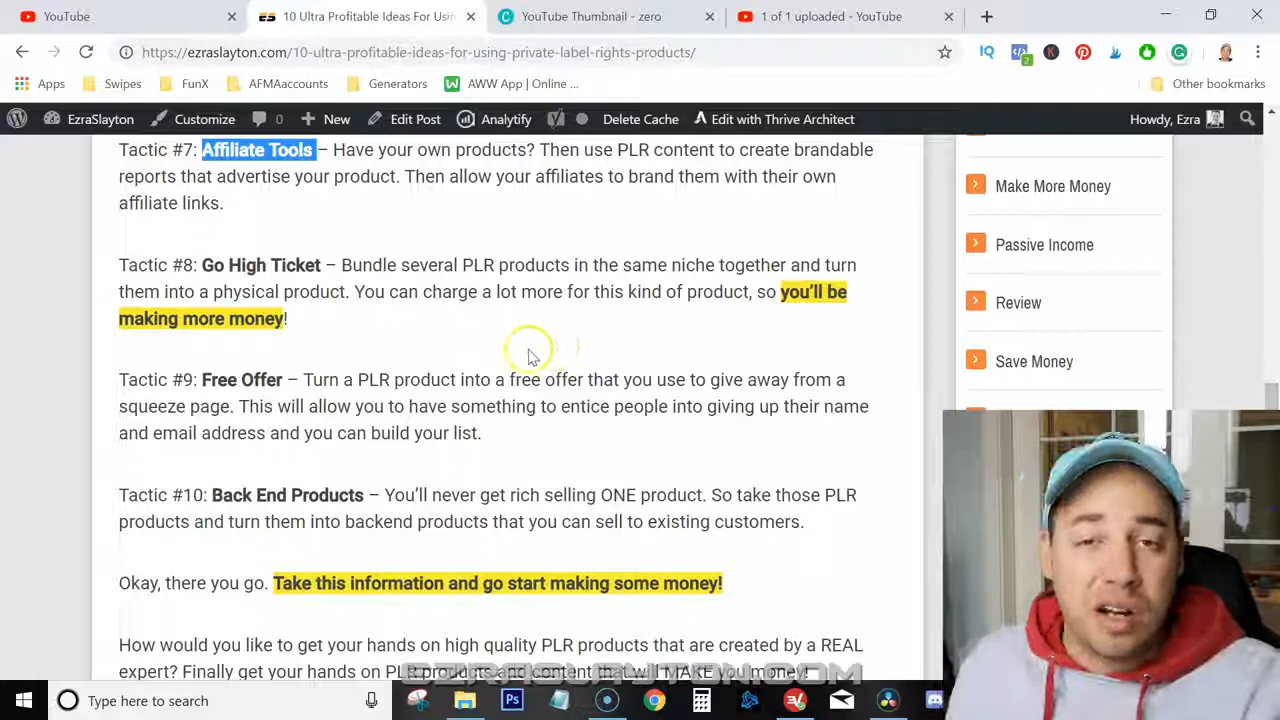 YouTube
10 Ultra Profitable Ideas For Usin
YouTube Thumbnail - zero
1 of 1 uploaded - YouTube
https://ezraslayton.com/10-ultra-profitable-ideas-for-using-private-label-rights-products/
Apps
Swipes
FunX
AFMAaccounts
Generators
AWW App | Online ...
Other bookmarks
EzraSlayton
Customize
0
New
Edit Post
Analytify
Delete Cache
Edit with Thrive Architect
Howdy, Ezra
Tactic #7: Affiliate Tools – Have your own products? Then use PLR content to create brandable
reports that advertise your product. Then allow your affiliates to brand them with their own
affiliate links.
Tactic #8: Go High Ticket – Bundle several PLR products in the same niche together and turn
them into a physical product. You can charge a lot more for this kind of product, so you'll be
making more money!
Tactic #9: Free Offer – Turn a PLR product into a free offer that you use to give away from a
squeeze page. This will allow you to have something to entice people into giving up their name
and email address and you can build your list.
Tactic #10: Back End Products – You'll never get rich selling ONE product. So take those PLR
products and turn them into backend products that you can sell to existing customers.
Okay, there you go. Take this information and go start making some money!
How would you like to get your hands on high quality PLR products that are created by a REAL
expert? Finally get your hands on PLR products and content that will MAKE you money!
Make More Money
Passive Income
Review
Save Money
EZRASLAYTON.COM
Type here to search